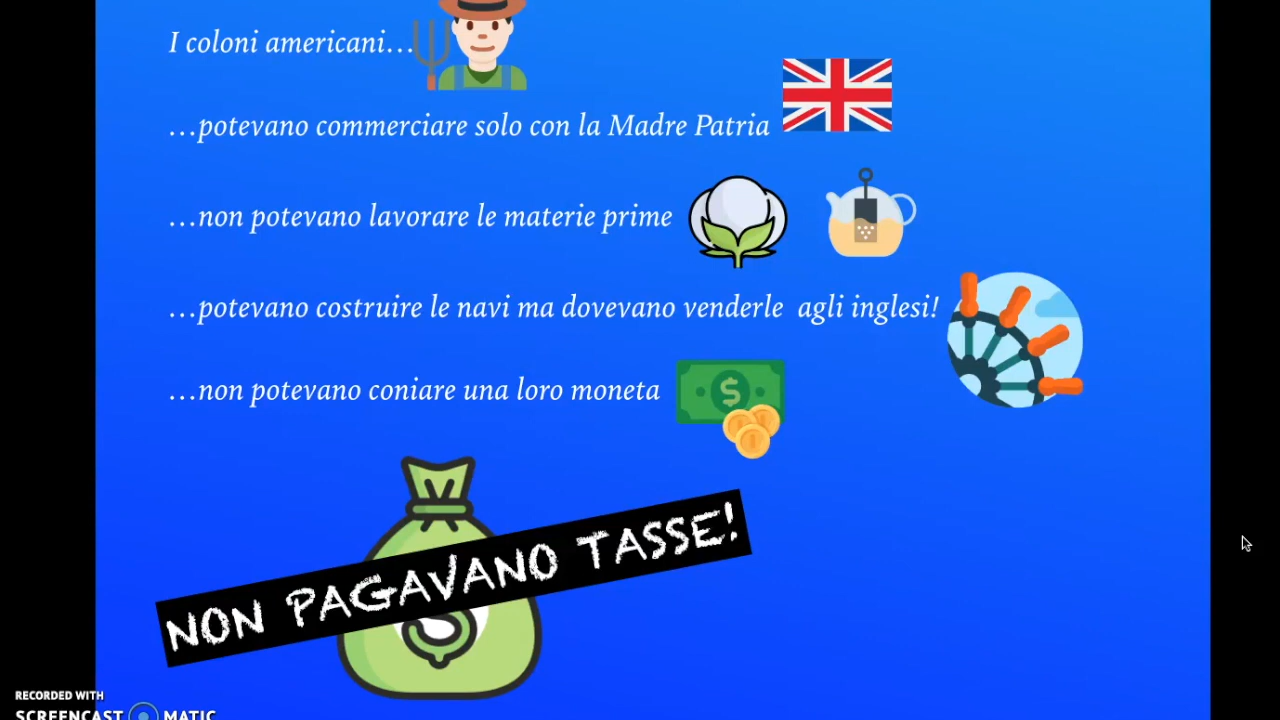 I coloni americani...
...potevano commerciare solo con la Madre Patria
...non potevano lavorare le materie prime
...potevano costruire le navi ma dovevano venderle agli inglesi!
...non potevano coniare una loro moneta
$
NON PAGAVANO TASSE!
RECORDED WITH
SCREENCAST MATIC